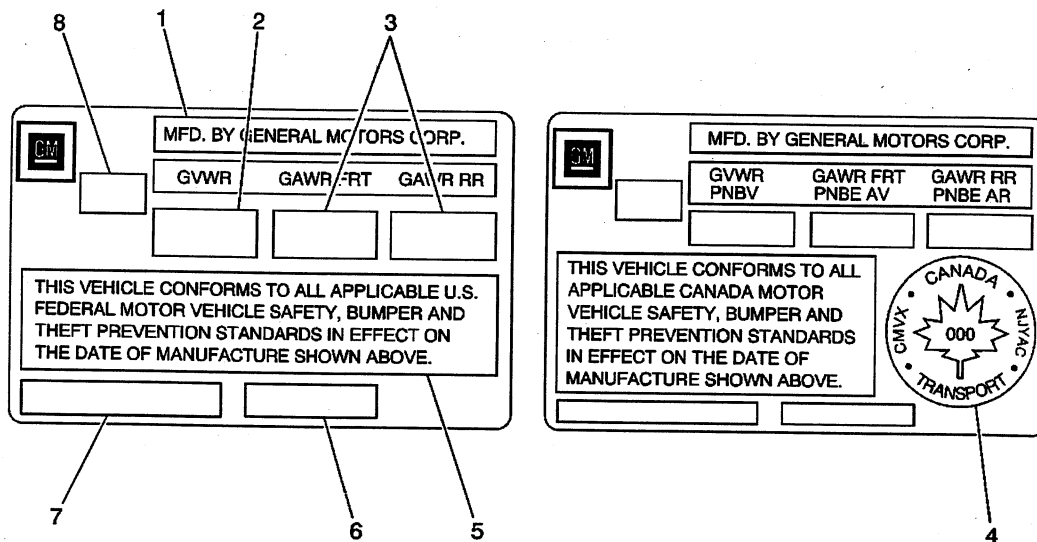 8
1
2
3
GM
MFD. BY GENERAL MOTORS CORP.
GVWR GAWR FRT GAWR RR
THIS VEHICLE CONFORMS TO ALL APPLICABLE U.S.
FEDERAL MOTOR VEHICLE SAFETY, BUMPER AND
THEFT PREVENTION STANDARDS IN EFFECT ON
THE DATE OF MANUFACTURE SHOWN ABOVE.
7
6
5
GM
MFD. BY GENERAL MOTORS CORP.
GVWR GAWR FRT GAWR RR
PNBV PNBE AV PNBE AR
THIS VEHICLE CONFORMS TO ALL
APPLICABLE CANADA MOTOR
VEHICLE SAFETY, BUMPER AND
THEFT PREVENTION STANDARDS
IN EFFECT ON THE DATE OF
MANUFACTURE SHOWN ABOVE.
CANADA
CMVX • 000 • NJYAC
• TRANSPORT •
4